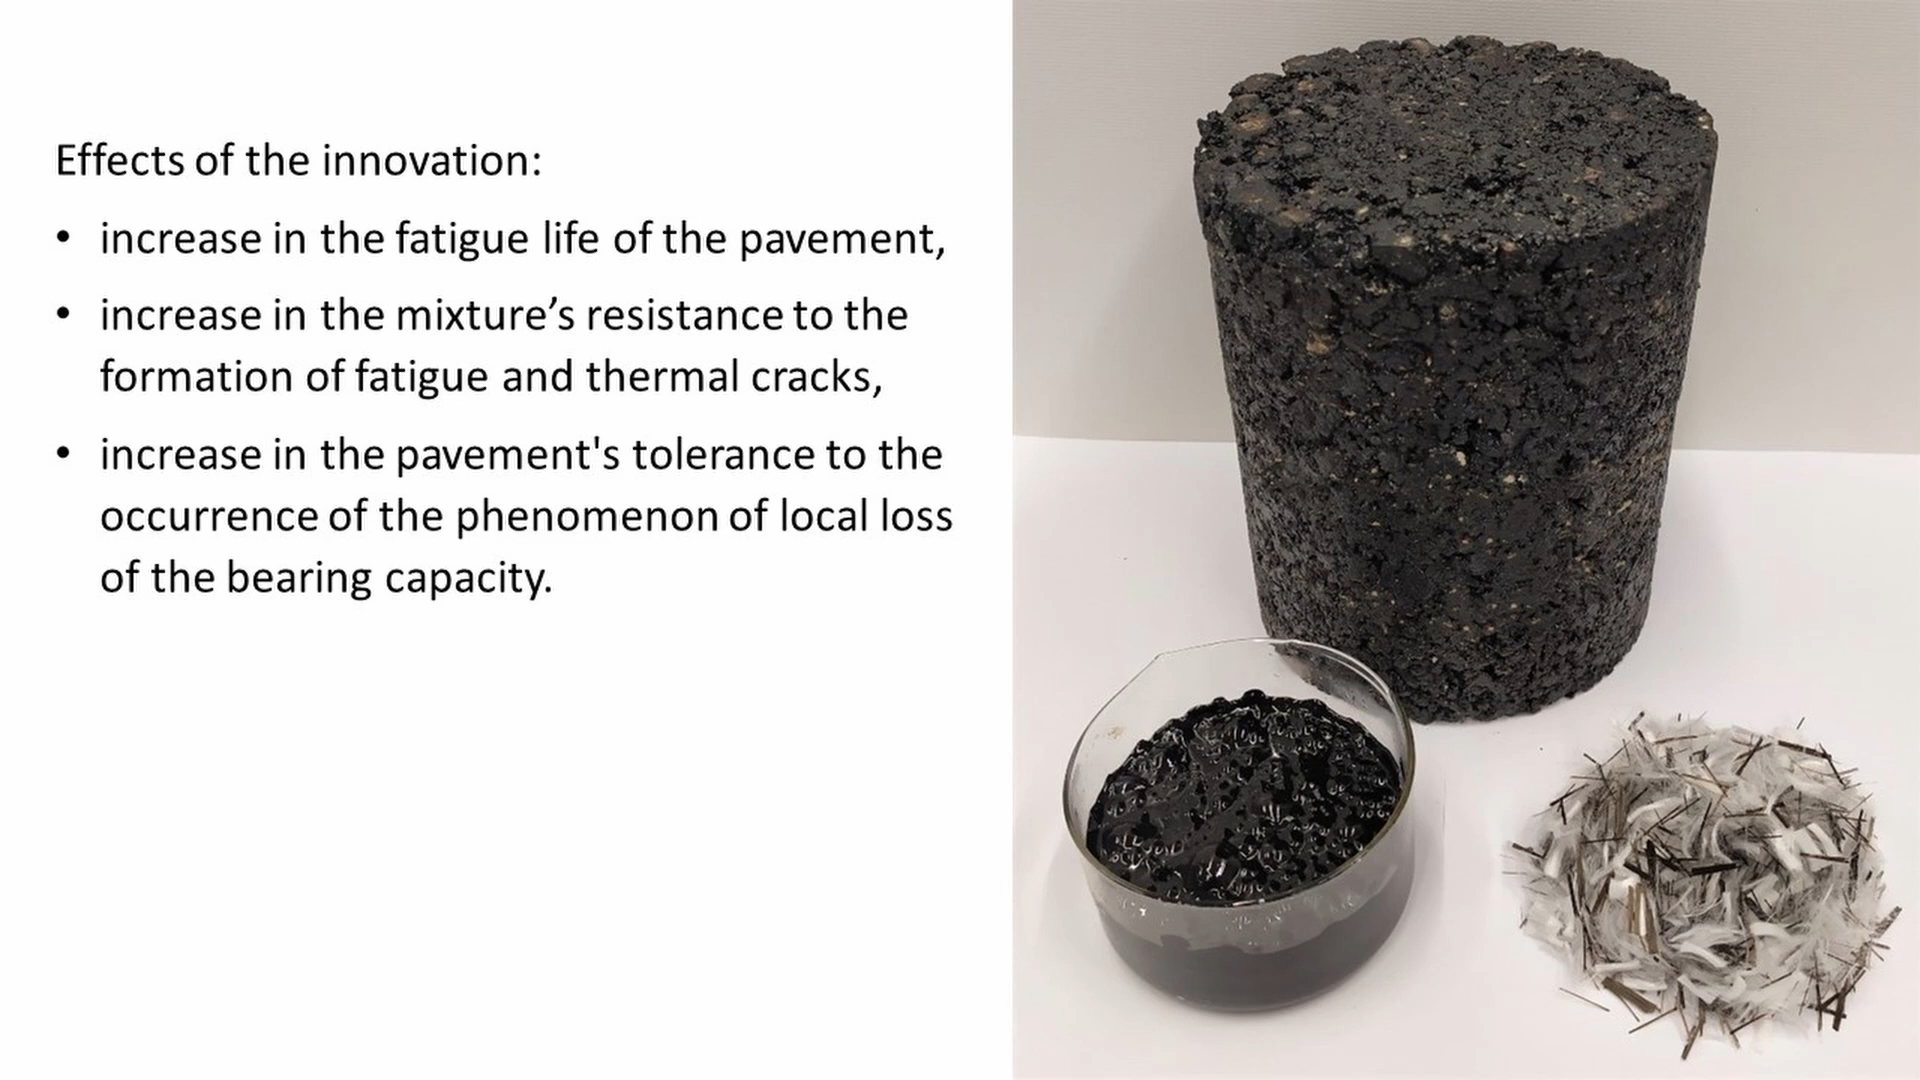 Effects of the innovation:
• increase in the fatigue life of the pavement,
• increase in the mixture’s resistance to the
formation of fatigue and thermal cracks,
• increase in the pavement's tolerance to the
occurrence of the phenomenon of local loss
of the bearing capacity.